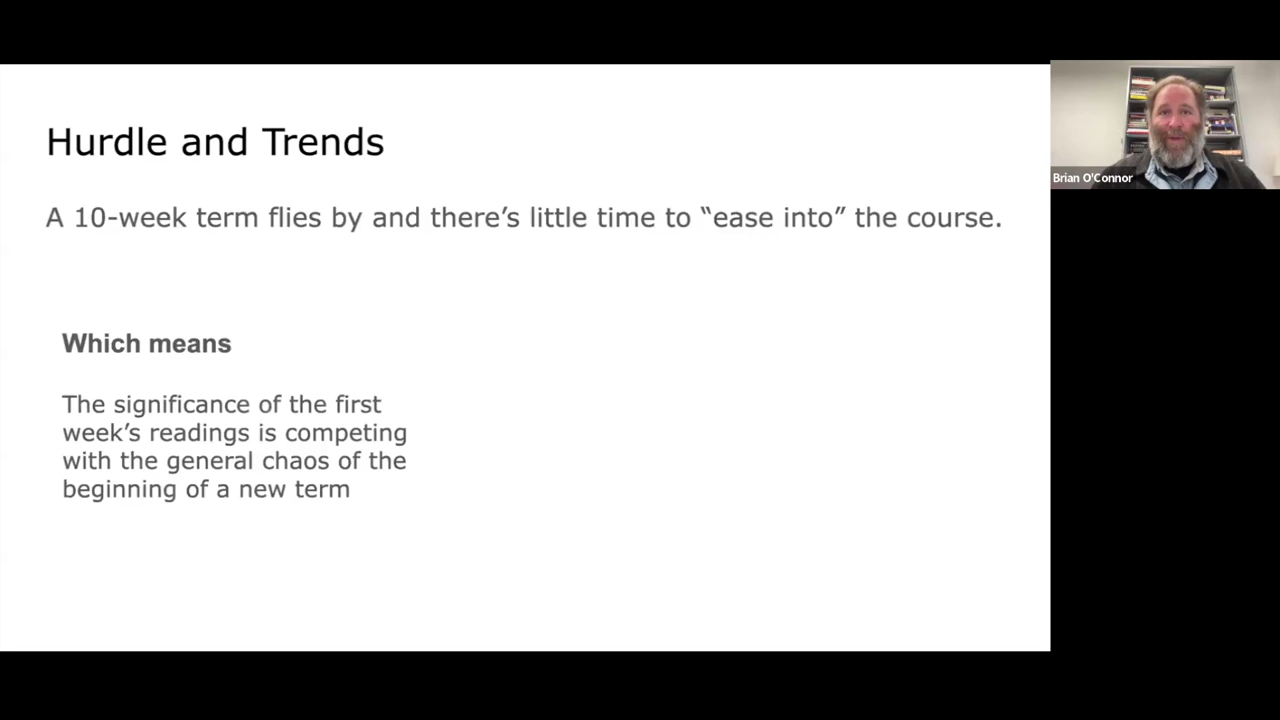 Hurdle and Trends
A 10-week term flies by and there’s little time to “ease into” the course.
Which means
The significance of the first
week’s readings is competing
with the general chaos of the
beginning of a new term
Brian O'Connor